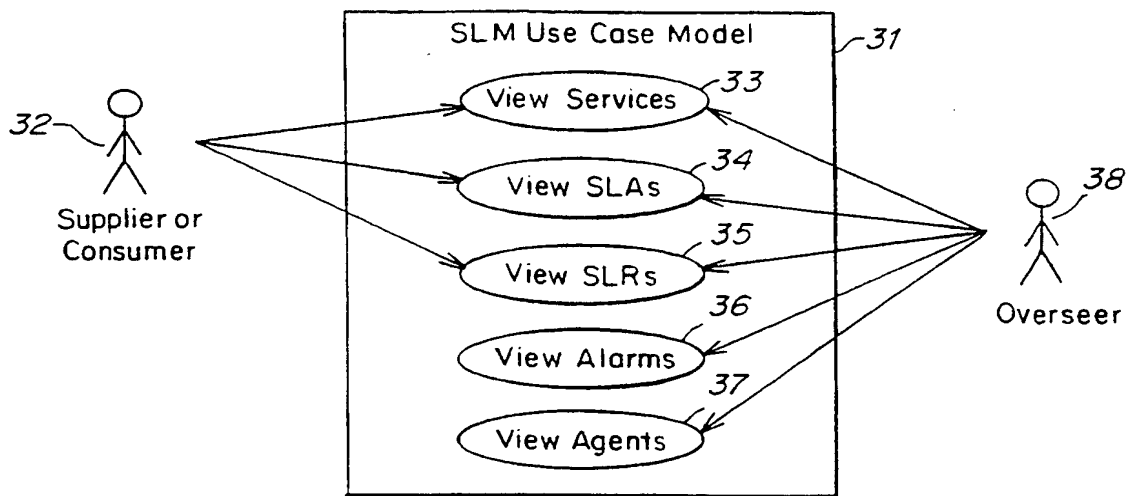 SLM Use Case Model
31
33
View Services
32
34
View SLAs
38
Supplier or
Consumer
35
View SLRs
Overseer
36
View Alarms
37
View Agents